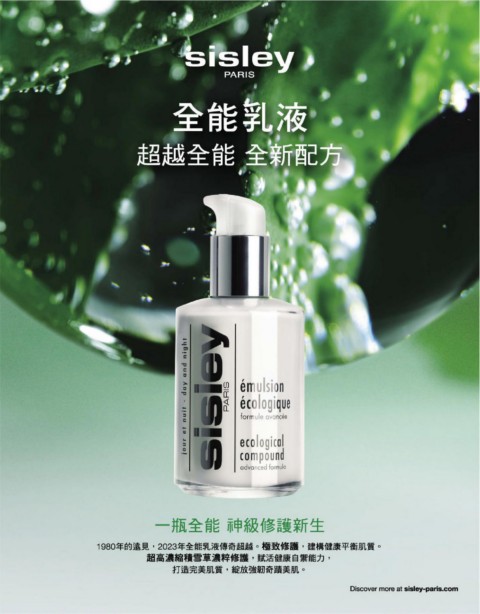 sisley
PARIS
全能乳液
超越全能 全新配方
jour et nuit - day and night
sisley
PARIS
émulsion
écologique
formule avancée
ecological
compound
advanced formula
一瓶全能 神級修護新生
1980年的遠見，2023年全能乳液傳奇超越。極致修護，建構健康平衡肌質。
超高濃縮積雪草濃粹修護，賦活健康自禦能力，
打造完美肌質，綻放強韌奇蹟美肌。
Discover more at sisley-paris.com